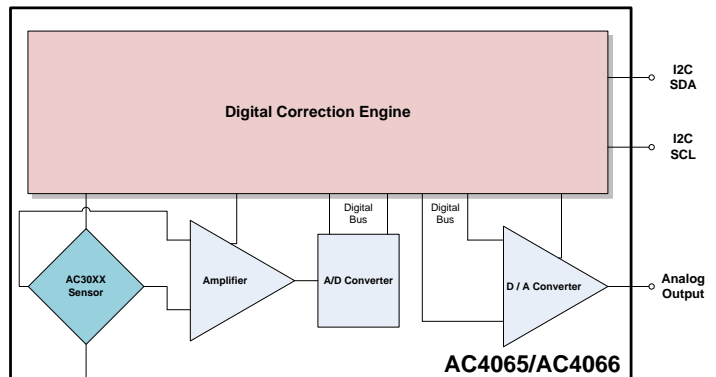 Digital Correction Engine
I2C
SDA
I2C
SCL
Digital
Bus
Digital
Bus
AC30XX
Sensor
Amplifier
A/D Converter
D / A Converter
Analog
Output
AC4065/AC4066